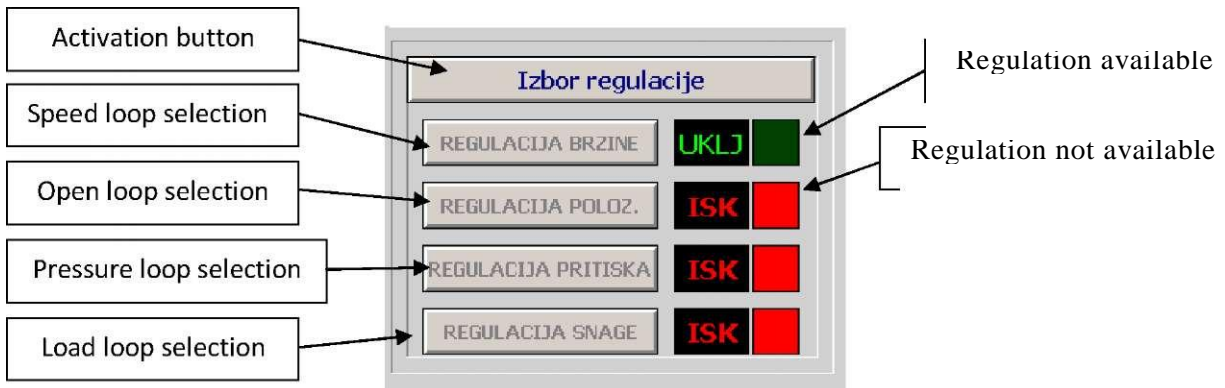 Activation button
Speed loop selection
Open loop selection
Pressure loop selection
Load loop selection
Izbor regulacije
REGULACIJA BRZINE
UKLJ
REGULACIJA POLOZ.
ISK
REGULACIJA PRITISKA
ISK
REGULACIJA SNAGE
ISK
Regulation available
Regulation not available